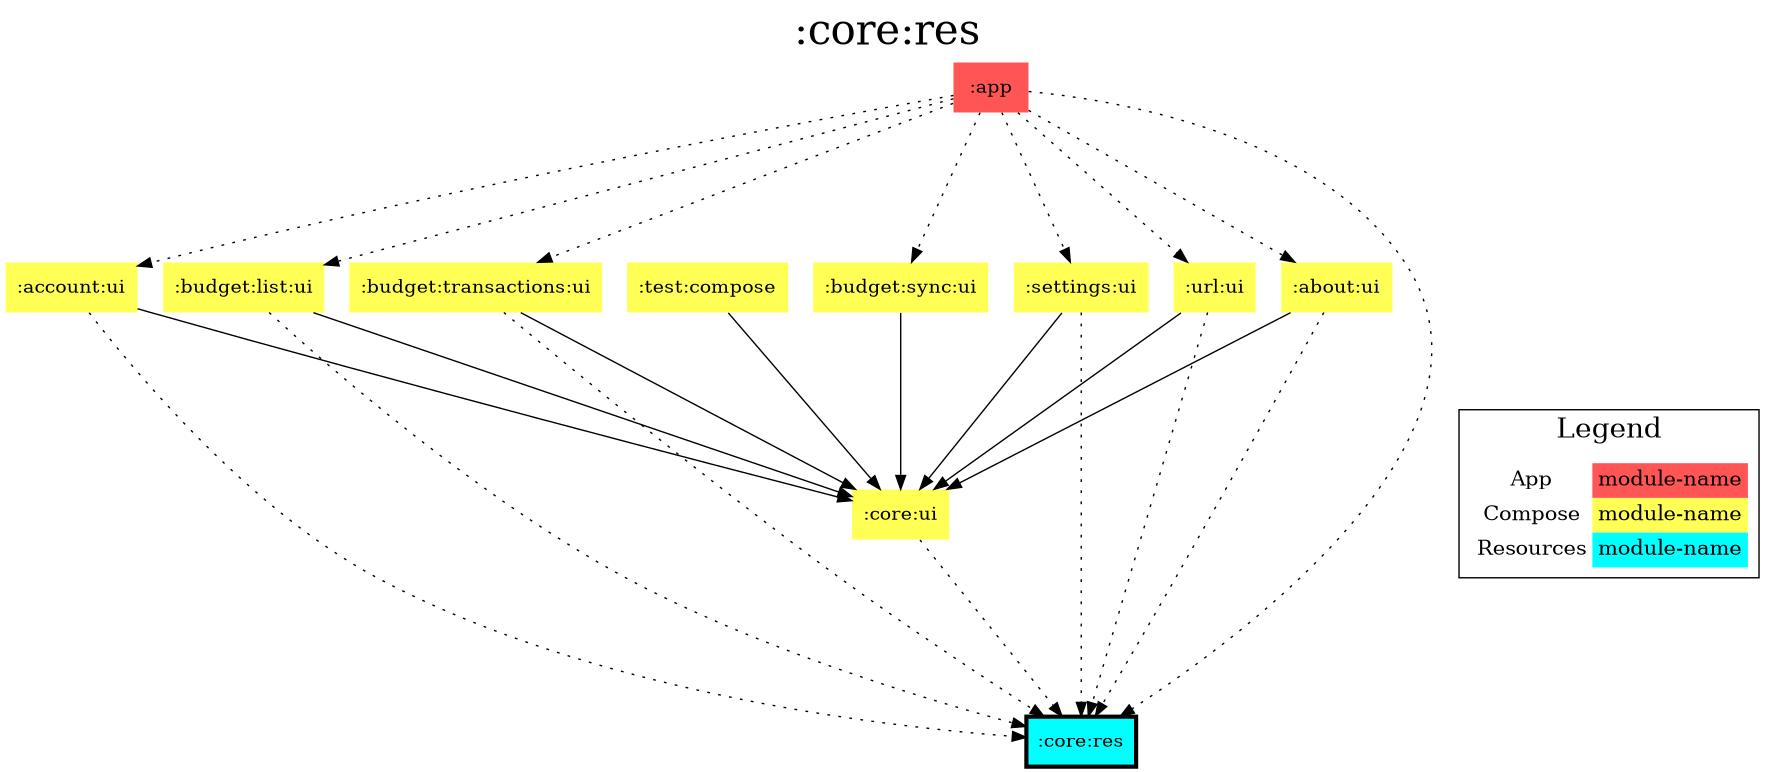 :core:res
:app
:account:ui
:budget:list:ui
:budget:transactions:ui
:test:compose
:budget:sync:ui
:settings:ui
:url:ui
:about:ui
Legend
App module-name
Compose module-name
Resources module-name
:core:ui
:core:res